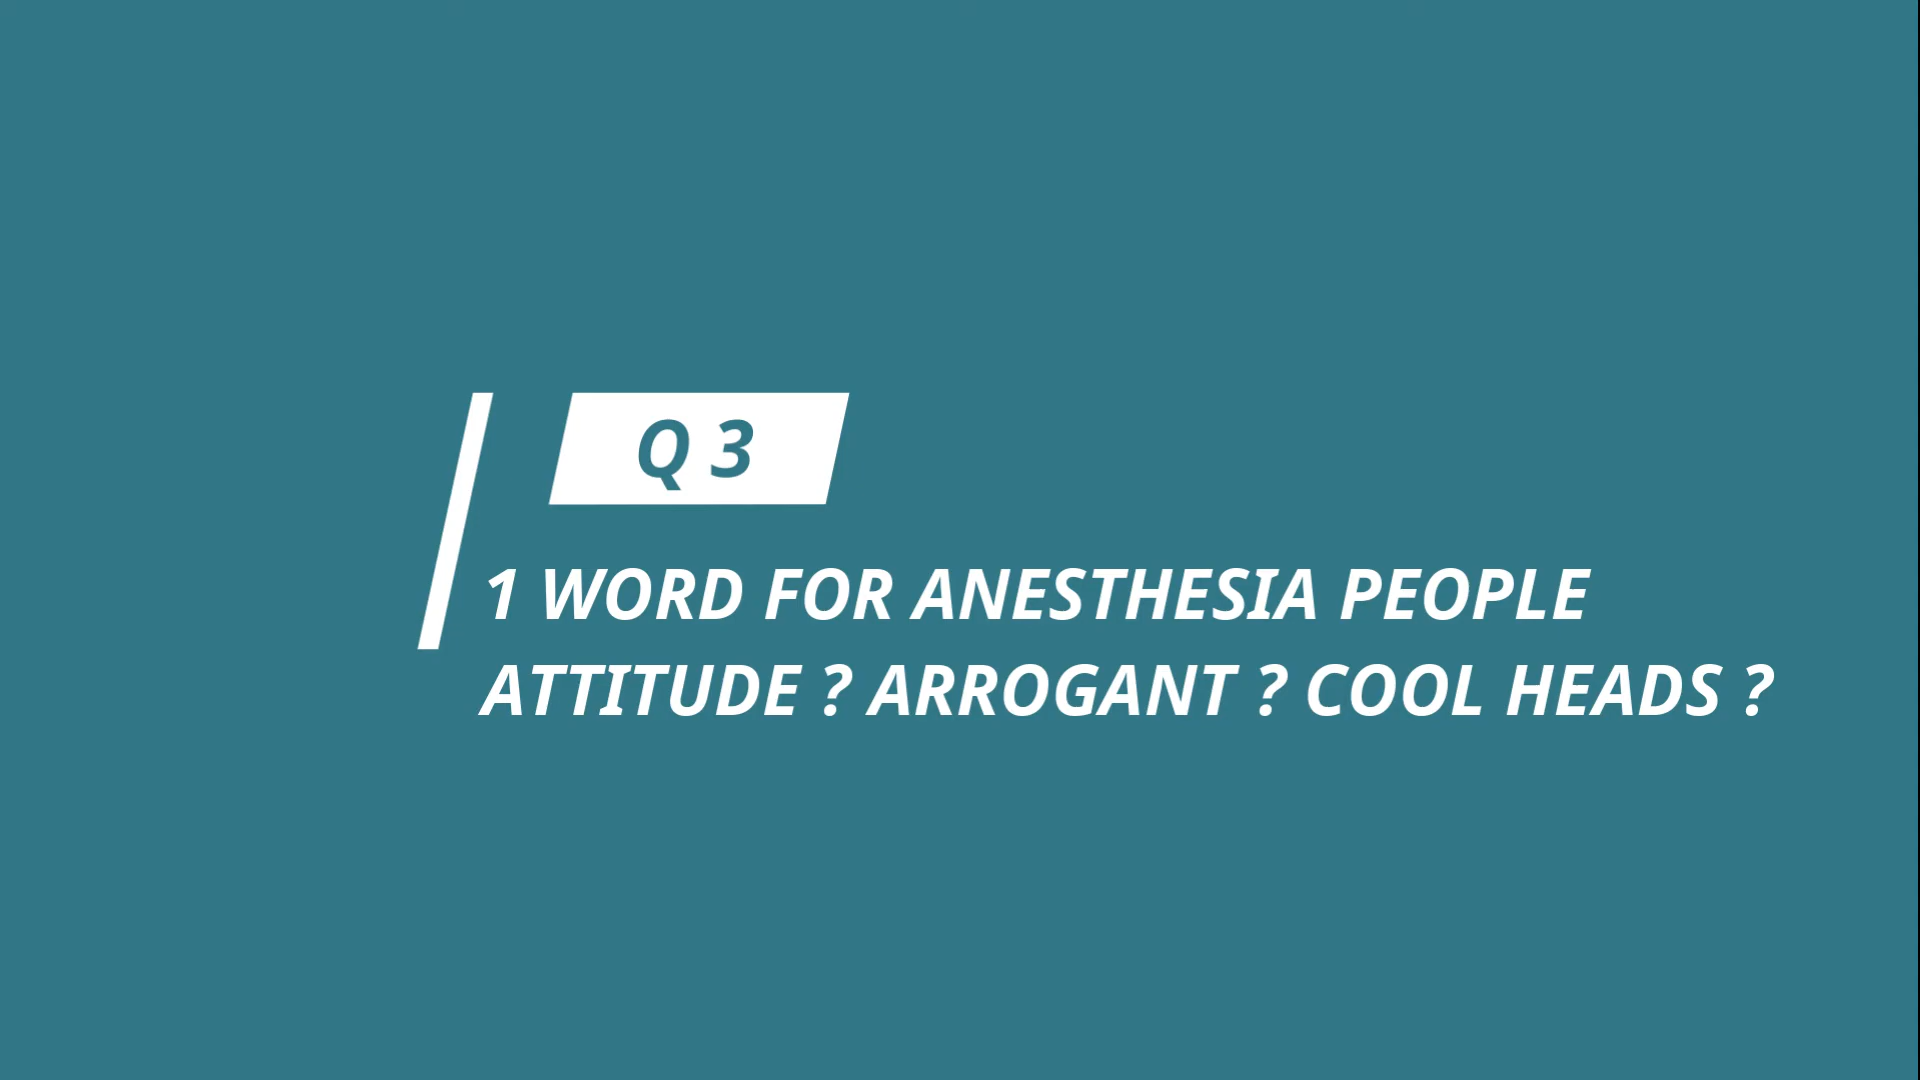 Q 3
1 WORD FOR ANESTHESIA PEOPLE
ATTITUDE ? ARROGANT ? COOL HEADS ?